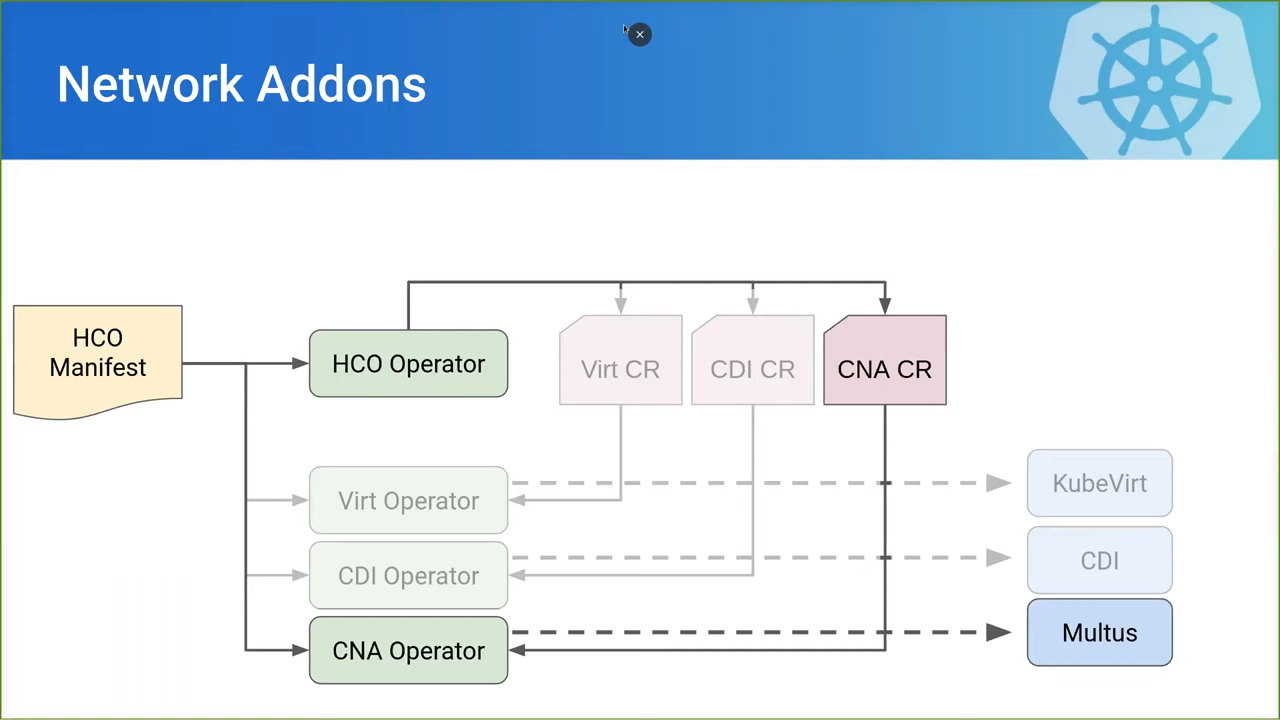 Network Addons
HCO
Manifest
HCO Operator
Virt CR
CDI CR
CNA CR
Virt Operator
KubeVirt
CDI Operator
CDI
CNA Operator
Multus